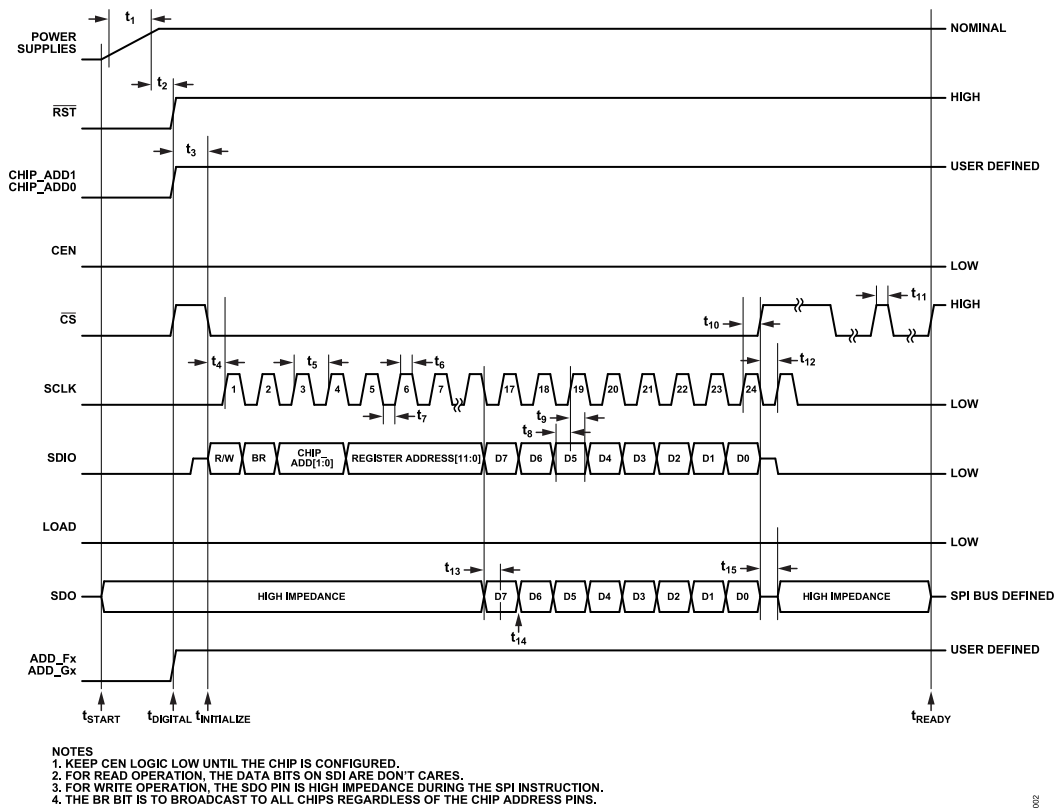 t1
POWER
SUPPLIES
NOMINAL
t2
RST
HIGH
t3
CHIP_ADD1
CHIP_ADD0
USER DEFINED
CEN
LOW
CS
t10
t11
HIGH
t4
t5
t6
t12
SCLK
1 2 3 4 5 6 7 17 18 19 20 21 22 23 24
LOW
t7
t8
t9
SDIO
R/W BR CHIP_ADD[1:0] REGISTER ADDRESS[11:0] D7 D6 D5 D4 D3 D2 D1 D0
LOW
LOAD
LOW
t13
t15
SDO
HIGH IMPEDANCE D7 D6 D5 D4 D3 D2 D1 D0 HIGH IMPEDANCE
SPI BUS DEFINED
t14
ADD_Fx
ADD_Gx
USER DEFINED
tSTART tDIGITAL tINITIALIZE tREADY
NOTES
1. KEEP CEN LOGIC LOW UNTIL THE CHIP IS CONFIGURED.
2. FOR READ OPERATION, THE DATA BITS ON SDI ARE DON'T CARES.
3. FOR WRITE OPERATION, THE SDO PIN IS HIGH IMPEDANCE DURING THE SPI INSTRUCTION.
4. THE BR BIT IS TO BROADCAST TO ALL CHIPS REGARDLESS OF THE CHIP ADDRESS PINS.
002